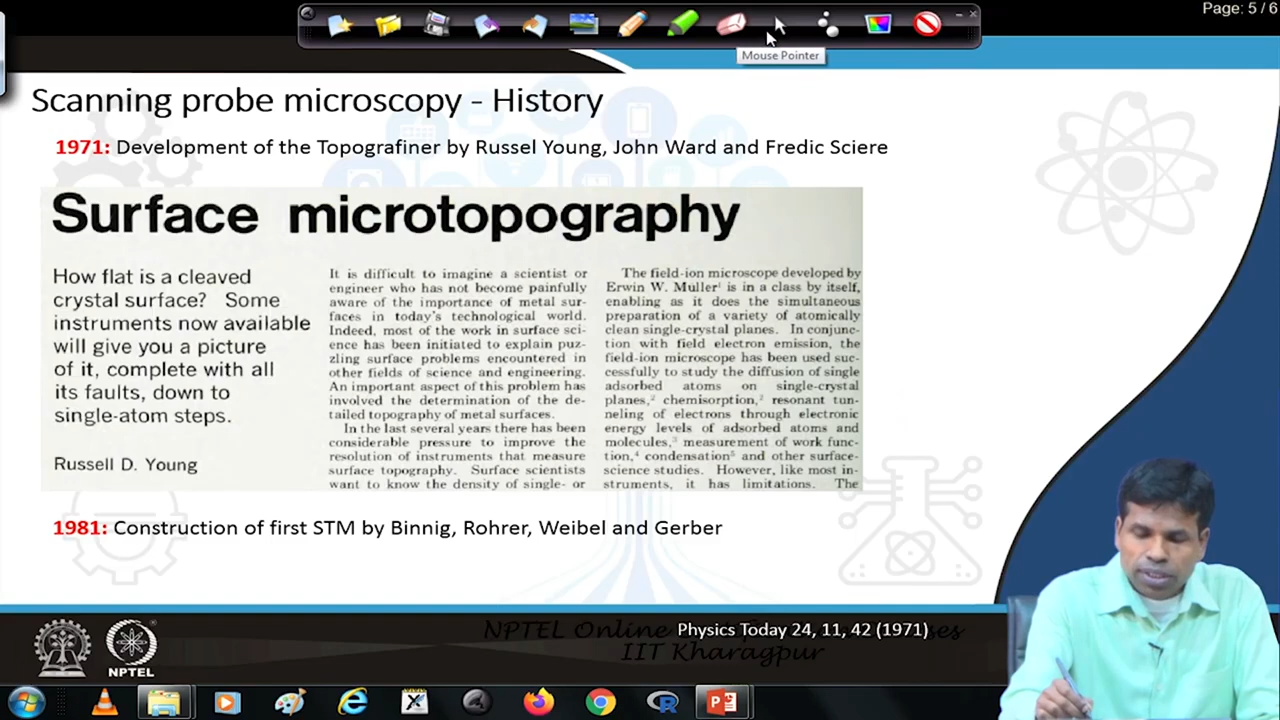 Page: 5 / 6
Mouse Pointer
Scanning probe microscopy - History
1971: Development of the Topografiner by Russel Young, John Ward and Fredic Sciere
Surface microtopography
How flat is a cleaved
crystal surface? Some
instruments now available
will give you a picture
of it, complete with all
its faults, down to
single-atom steps.
Russell D. Young
It is difficult to imagine a scientist or
engineer who has not become painfully
aware of the importance of metal sur-
faces in today's technological world.
Indeed, most of the work in surface sci-
ence has been initiated to explain puz-
zling surface problems encountered in
other fields of science and engineering.
An important aspect of this problem has
involved the determination of the de-
tailed topography of metal surfaces.
In the last several years there has been
considerable pressure to improve the
resolution of instruments that measure
surface topography. Surface scientists
want to know the density of single- or
The field-ion microscope developed by
Erwin W. Muller¹ is in a class by itself,
enabling as it does the simultaneous
preparation of a variety of atomically
clean single-crystal planes. In conjunc-
tion with field electron emission, the
field-ion microscope has been used suc-
cessfully to study the diffusion of single
adsorbed atoms on single-crystal
planes,² chemisorption,² resonant tun-
neling of electrons through electronic
energy levels of adsorbed atoms and
molecules,³ measurement of work func-
tion,⁴ condensation⁵ and other surface-
science studies. However, like most in-
struments, it has limitations. The
1981: Construction of first STM by Binnig, Rohrer, Weibel and Gerber
NPTEL Online
Physics Today 24, 11, 42 (1971)
IIT Kharagpur
NPTEL